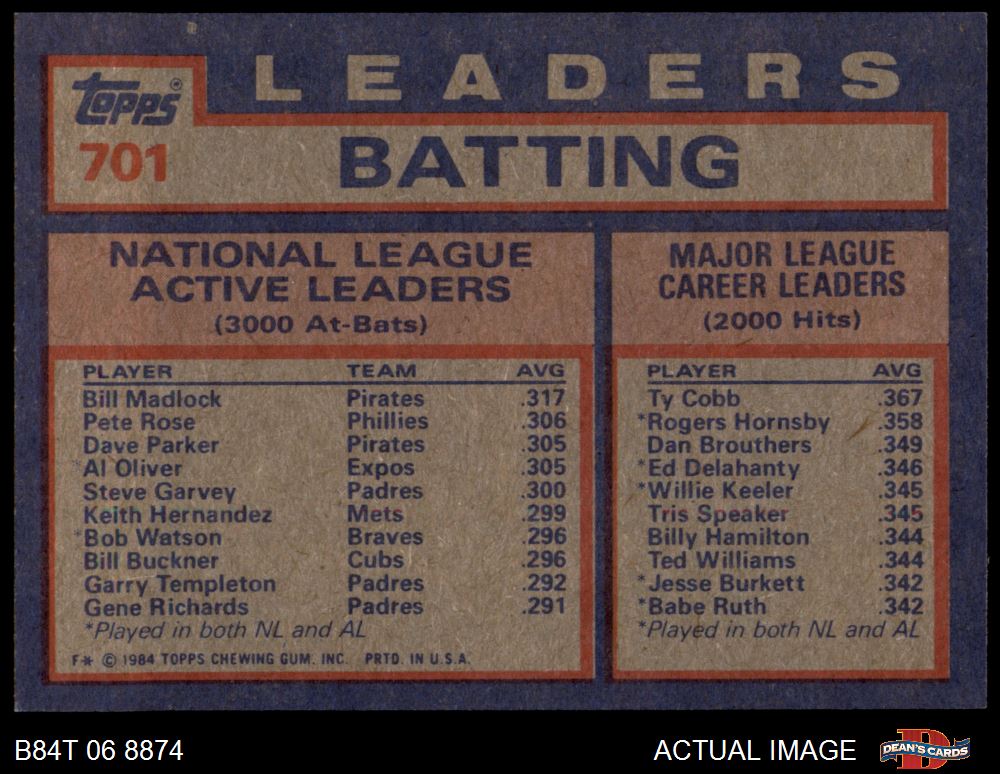 LEADERS
TOPPS®
701
BATTING
NATIONAL LEAGUE
ACTIVE LEADERS
(3000 At-Bats)
PLAYER TEAM AVG
Bill Madlock Pirates .317
Pete Rose Phillies .306
Dave Parker Pirates .305
*Al Oliver Expos .305
Steve Garvey Padres .300
Keith Hernandez Mets .299
*Bob Watson Braves .296
Bill Buckner Cubs .296
Garry Templeton Padres .292
Gene Richards Padres .291
*Played in both NL and AL
F* © 1984 TOPPS CHEWING GUM. INC. PRTD. IN U.S.A.
MAJOR LEAGUE
CAREER LEADERS
(2000 Hits)
PLAYER AVG
Ty Cobb .367
*Rogers Hornsby .358
Dan Brouthers .349
*Ed Delahanty .346
*Willie Keeler .345
Tris Speaker .345
Billy Hamilton .344
Ted Williams .344
*Jesse Burkett .342
*Babe Ruth .342
*Played in both NL and AL
B84T 06 8874
ACTUAL IMAGE
DEAN'S CARDS